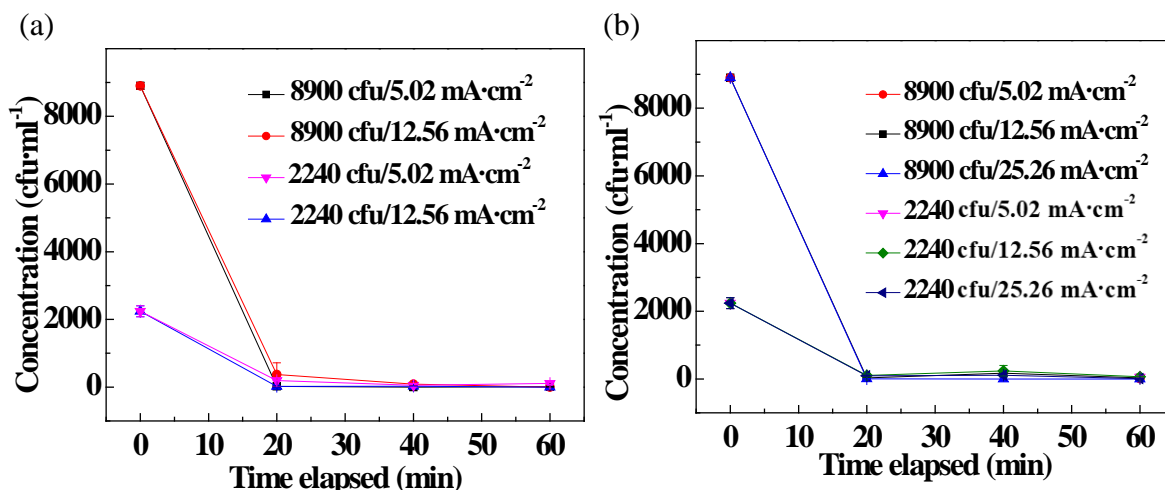 (a)
Concentration (cfu·ml⁻¹)
8000
6000
4000
2000
0
8900 cfu/5.02 mA·cm⁻²
8900 cfu/12.56 mA·cm⁻²
2240 cfu/5.02 mA·cm⁻²
2240 cfu/12.56 mA·cm⁻²
0 10 20 30 40 50 60
Time elapsed (min)
(b)
Concentration (cfu·ml⁻¹)
8000
6000
4000
2000
0
8900 cfu/5.02 mA·cm⁻²
8900 cfu/12.56 mA·cm⁻²
8900 cfu/25.26 mA·cm⁻²
2240 cfu/5.02 mA·cm⁻²
2240 cfu/12.56 mA·cm⁻²
2240 cfu/25.26 mA·cm⁻²
0 10 20 30 40 50 60
Time elapsed (min)